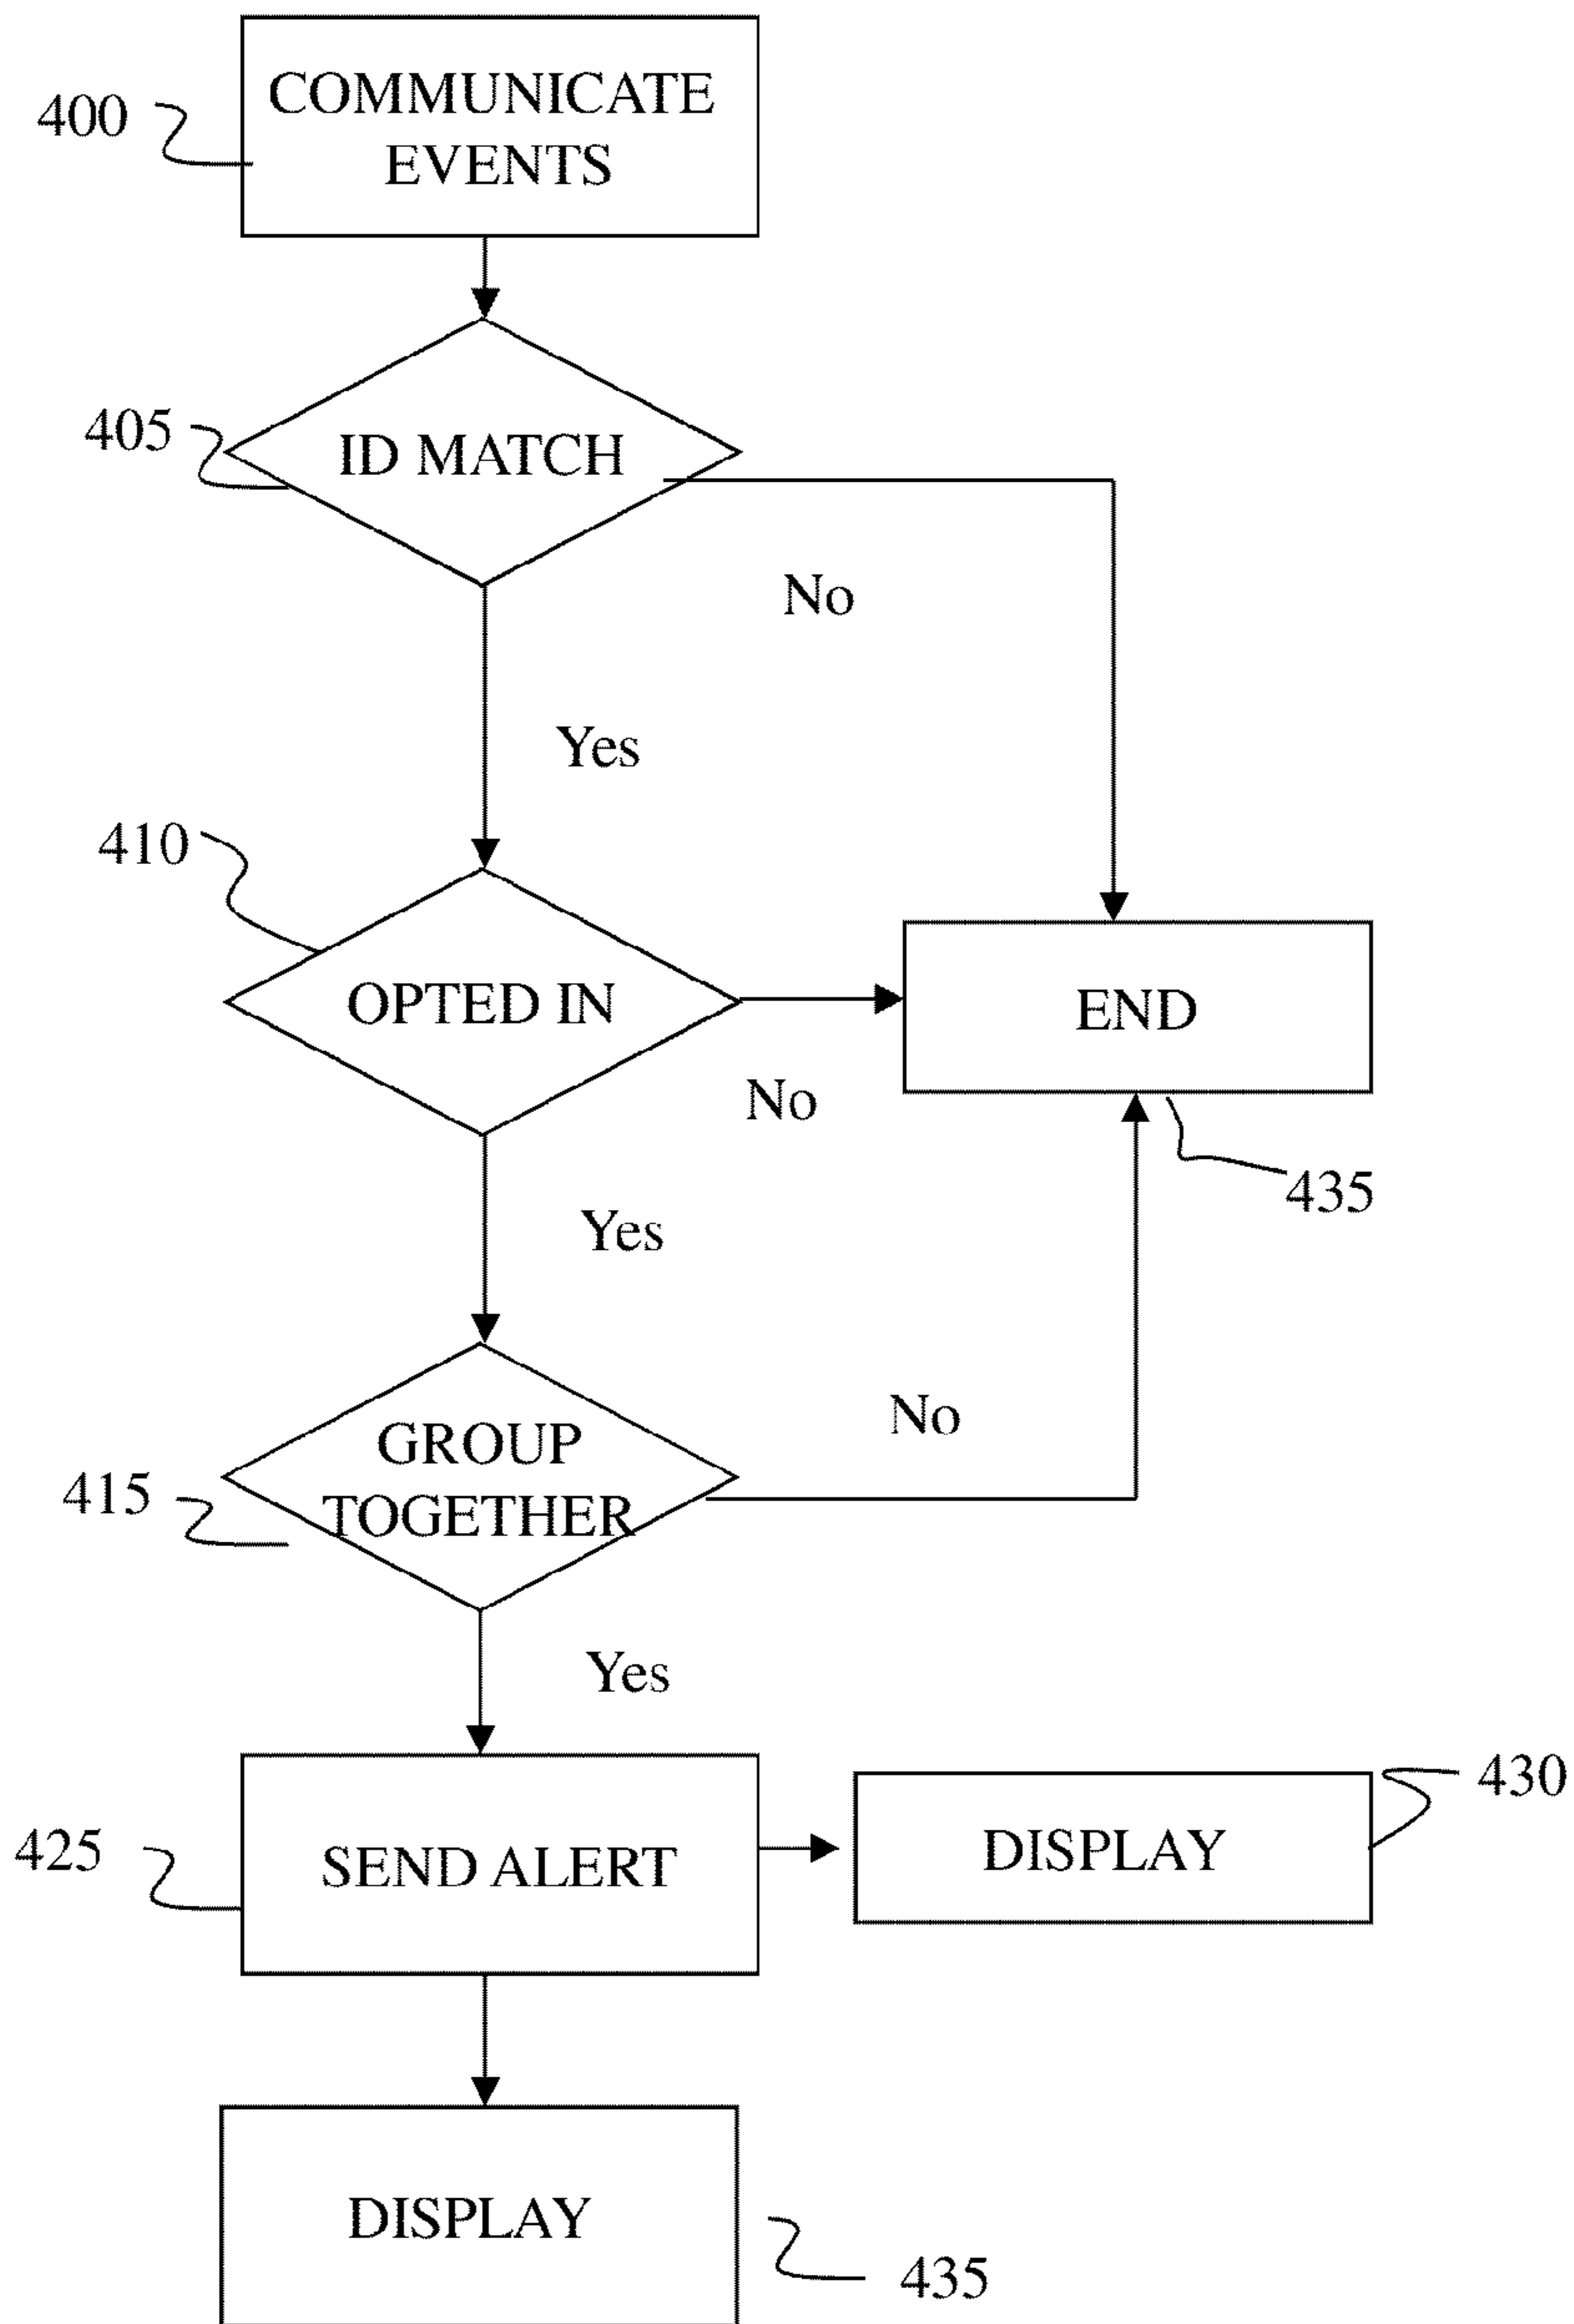 COMMUNICATE
EVENTS
400
405
ID MATCH
No
Yes
410
OPTED IN
END
No
435
Yes
GROUP
TOGETHER
No
415
Yes
430
425
SEND ALERT
DISPLAY
DISPLAY
435